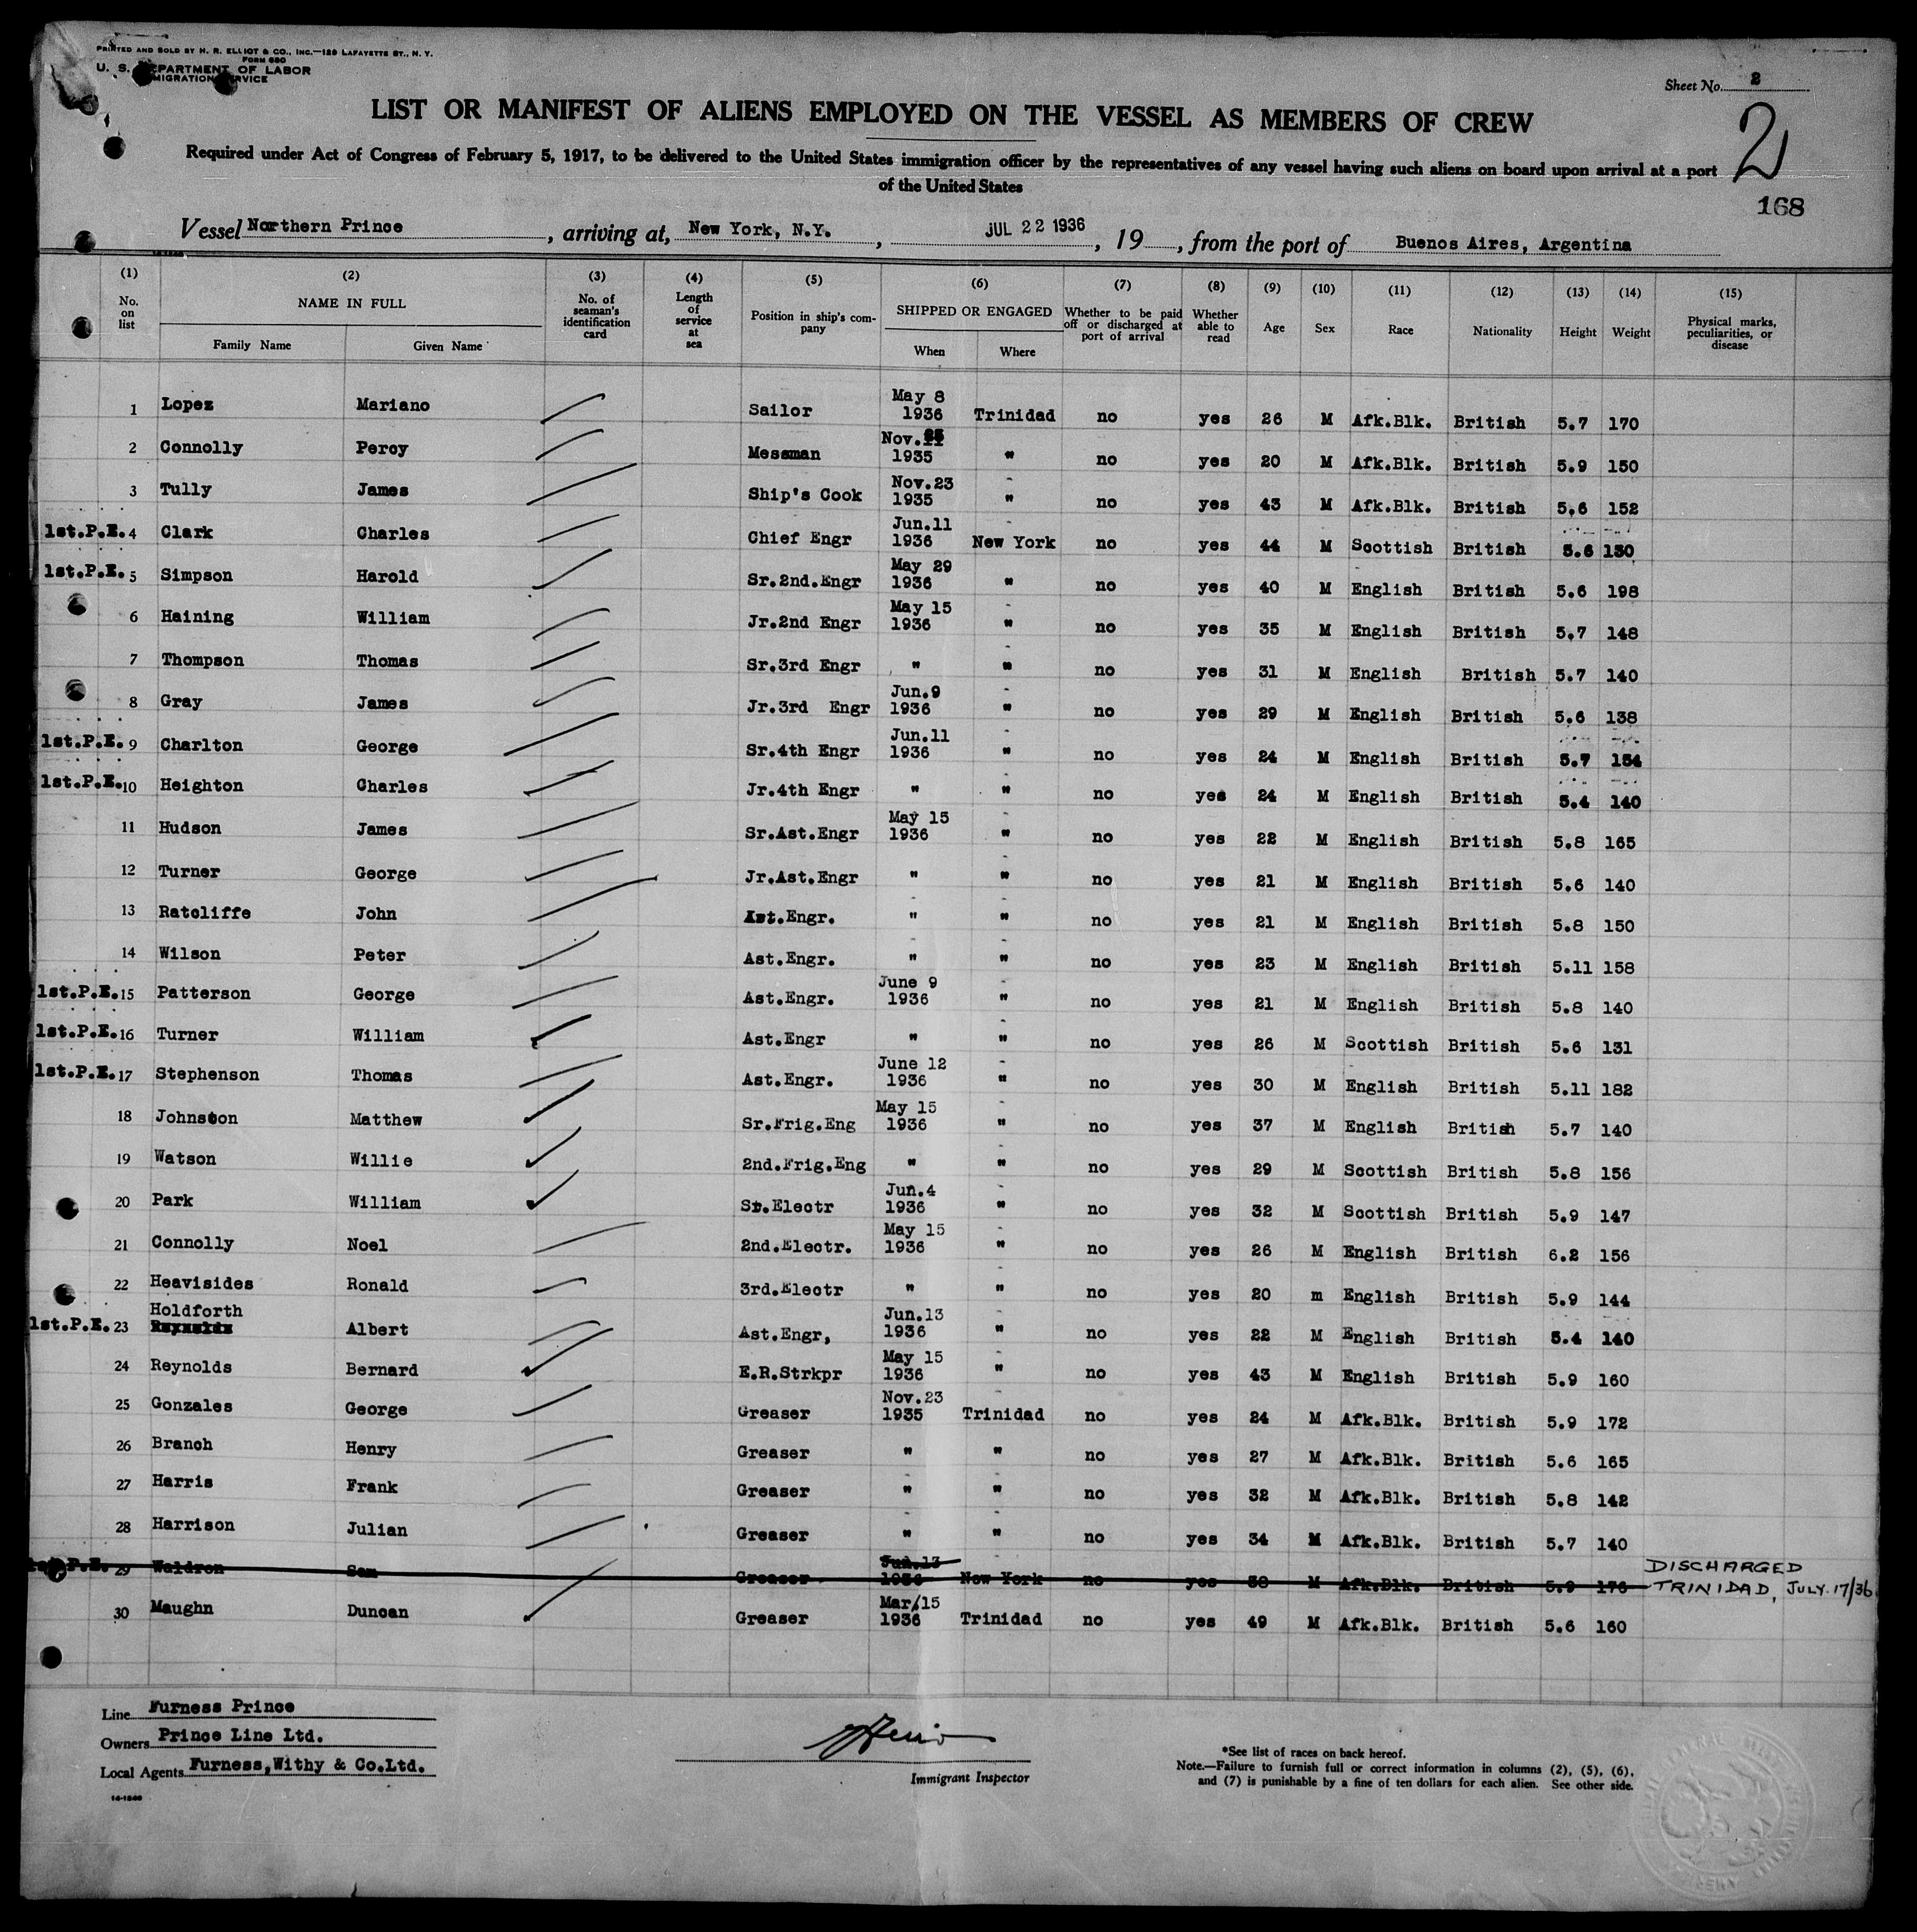 PRINTED AND SOLD BY H. R. ELLIOT & CO., INC.—129 LAFAYETTE ST., N. Y.
FORM 680
U. S. DEPARTMENT OF LABOR
IMMIGRATION SERVICE
Sheet No. 2
2
LIST OR MANIFEST OF ALIENS EMPLOYED ON THE VESSEL AS MEMBERS OF CREW
Required under Act of Congress of February 5, 1917, to be delivered to the United States immigration officer by the representatives of any vessel having such aliens on board upon arrival at a port
of the United States
168
Vessel Northern Prince, arriving at, New York, N.Y., JUL 22 1936, 19, from the port of Buenos Aires, Argentina
(1) (2) (3) (4) (5) (6) (7) (8) (9) (10) (11) (12) (13) (14) (15)
No. on list NAME IN FULL Family Name Given Name No. of seaman's identification card Length of service at sea Position in ship's company SHIPPED OR ENGAGED When Where Whether to be paid off or discharged at port of arrival Whether able to read Age Sex Race Nationality Height Weight Physical marks, peculiarities, or disease
1 Lopez Mariano Sailor May 8 1936 Trinidad no yes 26 M Afk.Blk. British 5.7 170
2 Connolly Percy Messman Nov. 1935 " no yes 20 M Afk.Blk. British 5.9 150
3 Tully James Ship's Cook Nov.23 1935 " no yes 43 M Afk.Blk. British 5.6 152
1st.P.E. 4 Clark Charles Chief Engr Jun.11 1936 New York no yes 44 M Scottish British 5.6 130
1st.P.E. 5 Simpson Harold Sr.2nd.Engr May 29 1936 " no yes 40 M English British 5.6 198
6 Haining William Jr.2nd Engr May 15 1936 " no yes 35 M English British 5.7 148
7 Thompson Thomas Sr.3rd Engr " " no yes 31 M English British 5.7 140
8 Gray James Jr.3rd Engr Jun.9 1936 " no yes 29 M English British 5.6 138
1st.P.E. 9 Charlton George Sr.4th Engr Jun.11 1936 " no yes 24 M English British 5.7 154
1st.P.E. 10 Heighton Charles Jr.4th Engr " " no yes 24 M English British 5.4 140
11 Hudson James Sr.Ast.Engr May 15 1936 " no yes 22 M English British 5.8 165
12 Turner George Jr.Ast.Engr " " no yes 21 M English British 5.6 140
13 Ratcliffe John Ast.Engr. " " no yes 21 M English British 5.8 150
14 Wilson Peter Ast.Engr. " " no yes 23 M English British 5.11 158
1st.P.E. 15 Patterson George Ast.Engr. June 9 1936 " no yes 21 M English British 5.8 140
1st.P.E. 16 Turner William Ast.Engr " " no yes 26 M Scottish British 5.6 131
1st.P.E. 17 Stephenson Thomas Ast.Engr. June 12 1936 " no yes 30 M English British 5.11 182
18 Johnston Matthew Sr.Frig.Eng May 15 1936 " no yes 37 M English British 5.7 140
19 Watson Willie 2nd.Frig.Eng " " no yes 29 M Scottish British 5.8 156
20 Park William Sr.Electr Jun.4 1936 " no yes 32 M Scottish British 5.9 147
21 Connolly Noel 2nd.Electr. May 15 1936 " no yes 26 M English British 6.2 156
22 Heavisides Ronald 3rd.Electr " " no yes 20 m English British 5.9 144
1st.P.E. 23 Holdforth Reynolds Albert Ast.Engr, Jun.13 1936 " no yes 22 M English British 5.4 140
24 Reynolds Bernard E.R.Strkpr May 15 1936 " no yes 43 M English British 5.9 160
25 Gonzales George Greaser Nov.23 1935 Trinidad no yes 24 M Afk.Blk. British 5.9 172
26 Branch Henry Greaser " " no yes 27 M Afk.Blk. British 5.6 165
27 Harris Frank Greaser " " no yes 32 M Afk.Blk. British 5.8 142
28 Harrison Julian Greaser " " no yes 34 M Afk.Blk. British 5.7 140
1st.P.E. 29 Waldron Sam Greaser Jun.13 1936 New York no yes 38 M Afk.Blk. British 5.9 176 DISCHARGED TRINIDAD, JULY.17/36
30 Maughn Duncan Greaser Mar/15 1936 Trinidad no yes 49 M Afk.Blk. British 5.6 160
Line Furness Prince
Owners Prince Line Ltd.
Local Agents Furness,Withy & Co.Ltd.
14-1240
Immigrant Inspector
*See list of races on back hereof.
Note.—Failure to furnish full or correct information in columns (2), (5), (6),
and (7) is punishable by a fine of ten dollars for each alien. See other side.